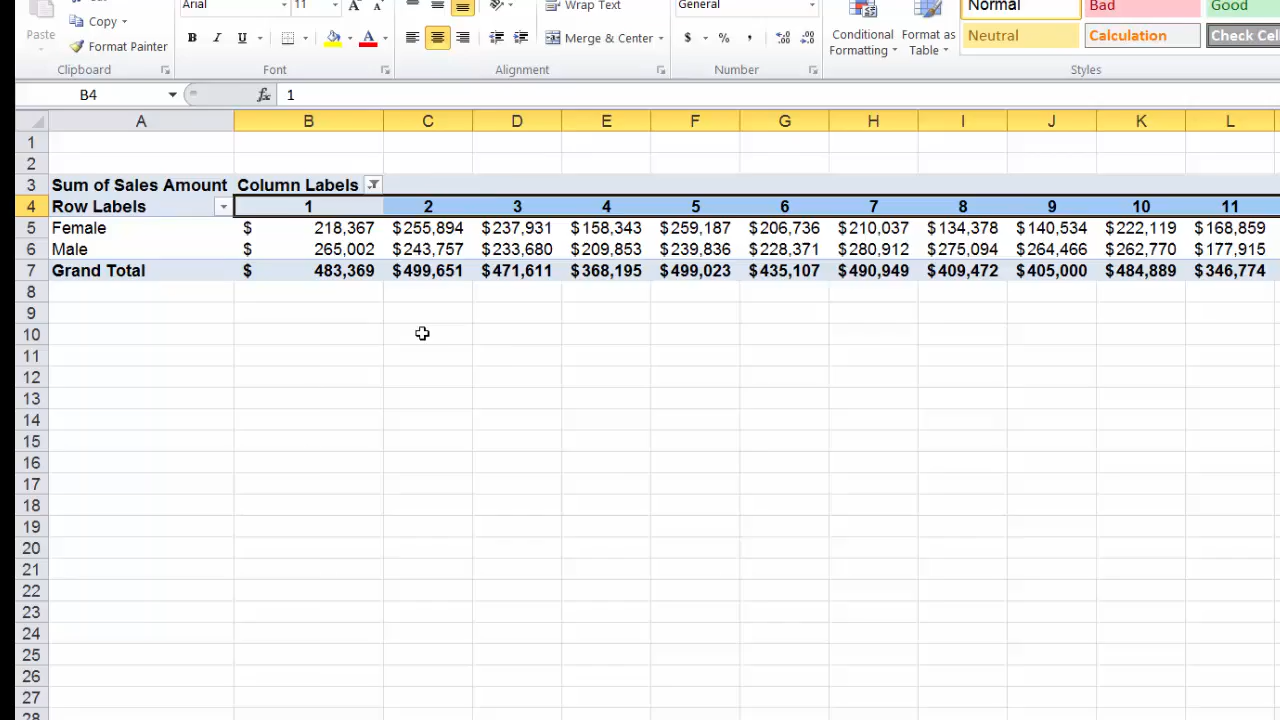 Arial 11 A A Wrap Text General Normal Bad Good
Paste Copy
Format Painter B I U A Merge & Center $ % , Conditional Formatting Format as Table Neutral Calculation Check Cel
Clipboard Font Alignment Number Styles
B4 fx 1
A B C D E F G H I J K L
1
2
3 Sum of Sales Amount Column Labels
4 Row Labels 1 2 3 4 5 6 7 8 9 10 11
5 Female $ 218,367 $255,894 $237,931 $158,343 $259,187 $206,736 $210,037 $134,378 $140,534 $222,119 $168,859
6 Male $ 265,002 $243,757 $233,680 $209,853 $239,836 $228,371 $280,912 $275,094 $264,466 $262,770 $177,915
7 Grand Total $ 483,369 $499,651 $471,611 $368,195 $499,023 $435,107 $490,949 $409,472 $405,000 $484,889 $346,774
8
9
10
11
12
13
14
15
16
17
18
19
20
21
22
23
24
25
26
27
28